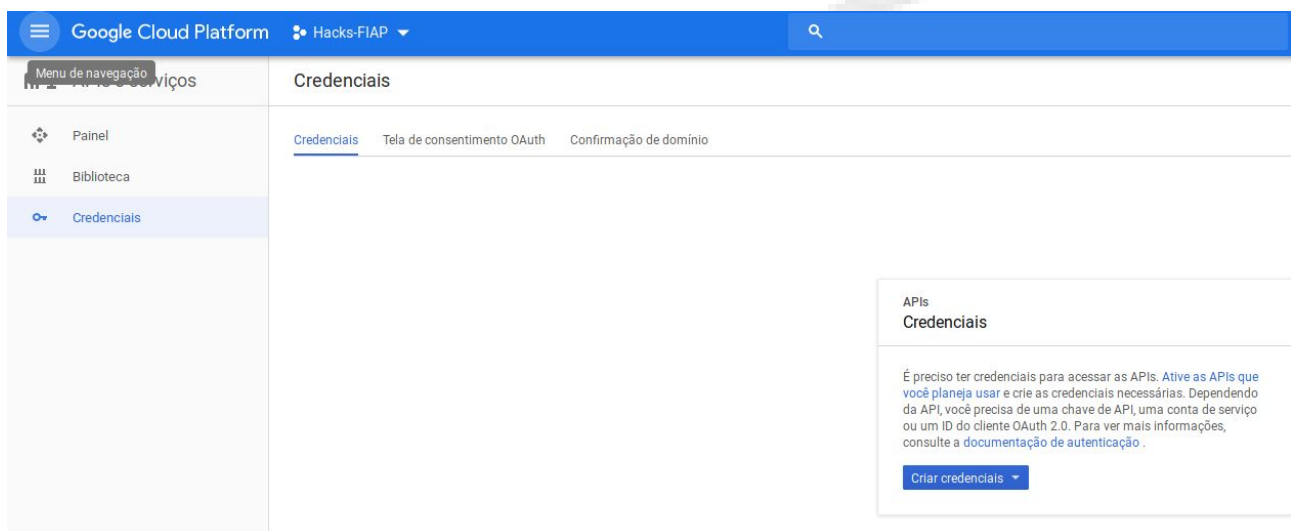 Google Cloud Platform Hacks-FIAP
Menu de navegação
serviços
Credenciais
Painel
Biblioteca
Credenciais
Credenciais Tela de consentimento OAuth Confirmação de domínio
APIs
Credenciais
É preciso ter credenciais para acessar as APIs. Ative as APIs que
você planeja usar e crie as credenciais necessárias. Dependendo
da API, você precisa de uma chave de API, uma conta de serviço
ou um ID do cliente OAuth 2.0. Para ver mais informações,
consulte a documentação de autenticação .
Criar credenciais